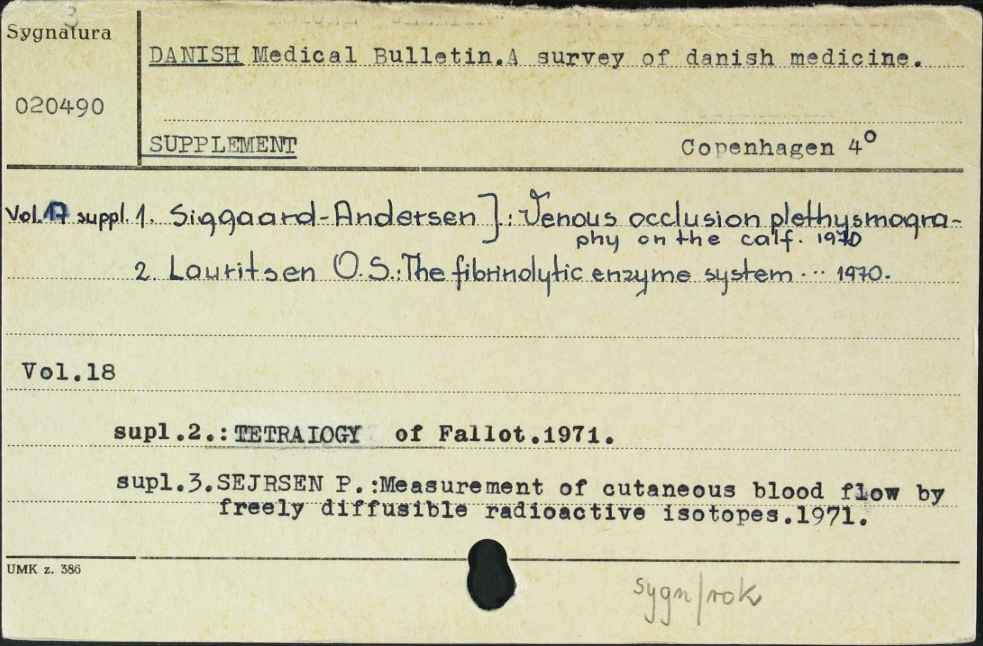 3
Sygnatura
DANISH Medical Bulletin.A survey of danish medicine.
020490
SUPPLEMENT Copenhagen 4°
Vol.17 suppl. 1. Siggaard-Andersen J.: Venous occlusion plethysmogra-
phy on the calf. 1970
2. Lauritsen O.S.: The fibrinolytic enzyme system ... 1970.
Vol.18
supl.2.: TETRALOGY of Fallot.1971.
supl.3.SEJRSEN P.:Measurement of cutaneous blood flow by
freely diffusible radioactive isotopes.1971.
UMK z. 386
sygn/rok